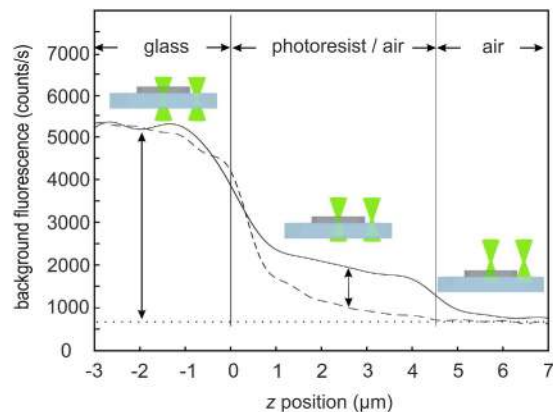 glass photoresist / air air
background fluorescence (counts/s)
7000
6000
5000
4000
3000
2000
1000
0
-3 -2 -1 0 1 2 3 4 5 6 7
z position (μm)